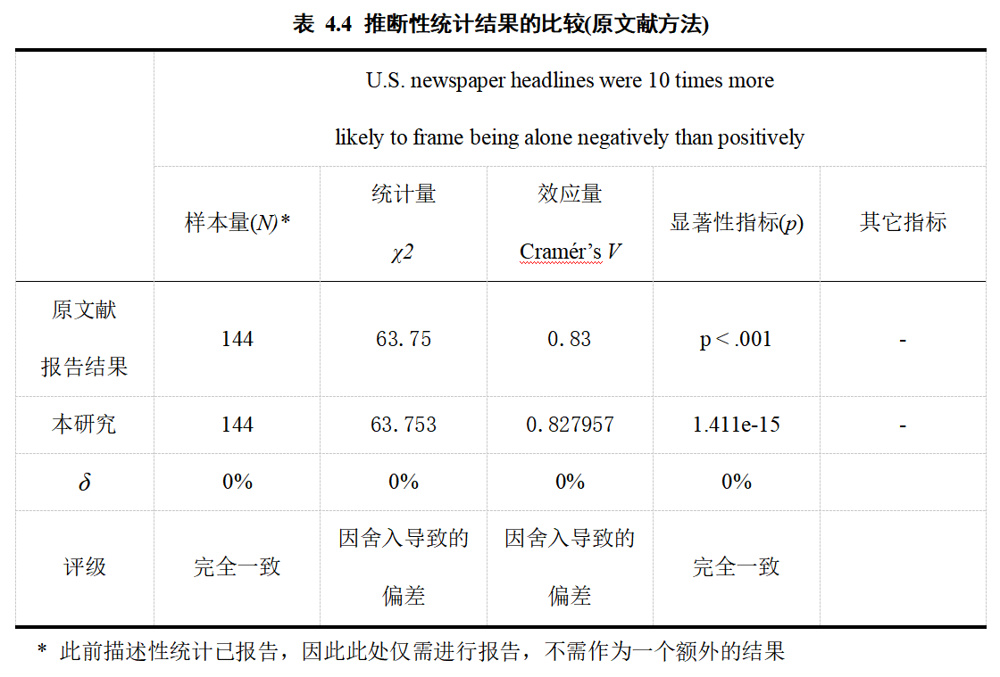 表 4.4 推断性统计结果的比较(原文献方法)
U.S. newspaper headlines were 10 times more
likely to frame being alone negatively than positively
样本量(N)* 统计量 χ2 效应量 Cramér’s V 显著性指标(p) 其它指标
原文献报告结果 144 63.75 0.83 p < .001 -
本研究 144 63.753 0.827957 1.411e-15 -
δ 0% 0% 0% 0%
评级 完全一致 因舍入导致的偏差 因舍入导致的偏差 完全一致
* 此前描述性统计已报告，因此此处仅需进行报告，不需作为一个额外的结果